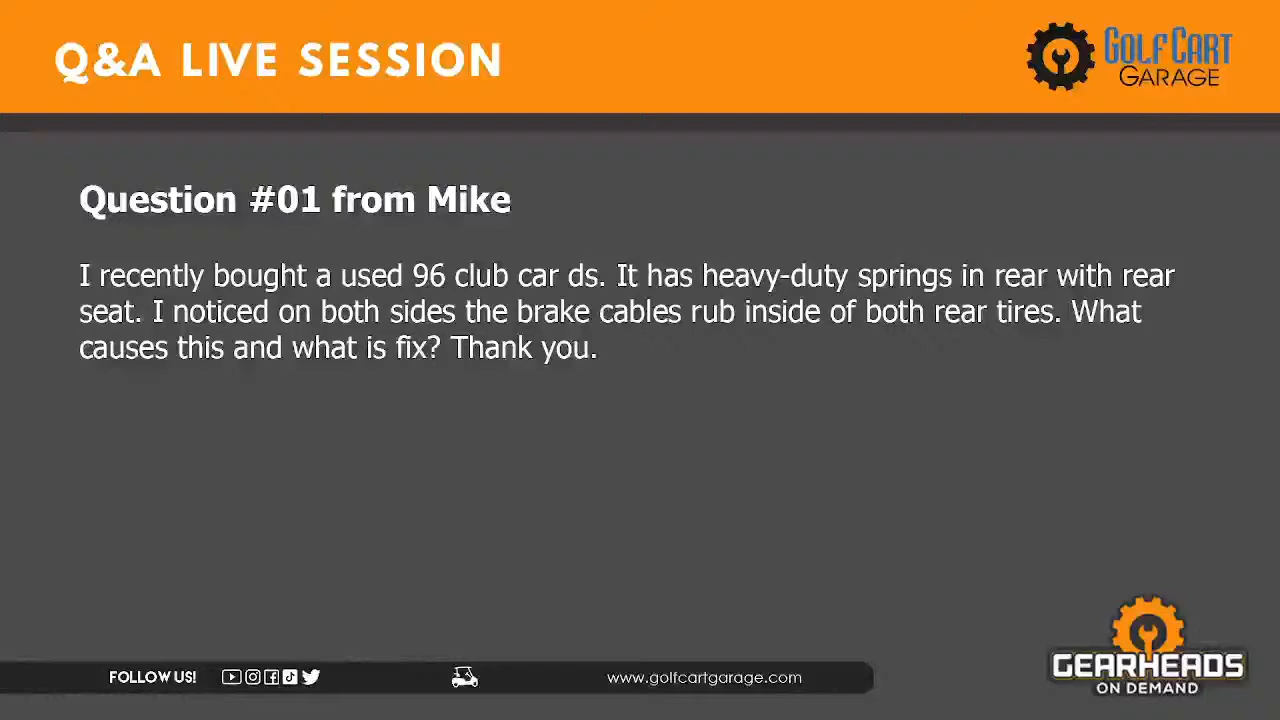 Q&A LIVE SESSION
GOLF CART
GARAGE
Question #01 from Mike
I recently bought a used 96 club car ds. It has heavy-duty springs in rear with rear
seat. I noticed on both sides the brake cables rub inside of both rear tires. What
causes this and what is fix? Thank you.
FOLLOW US!
www.golfcartgarage.com
GEARHEADS
ON DEMAND